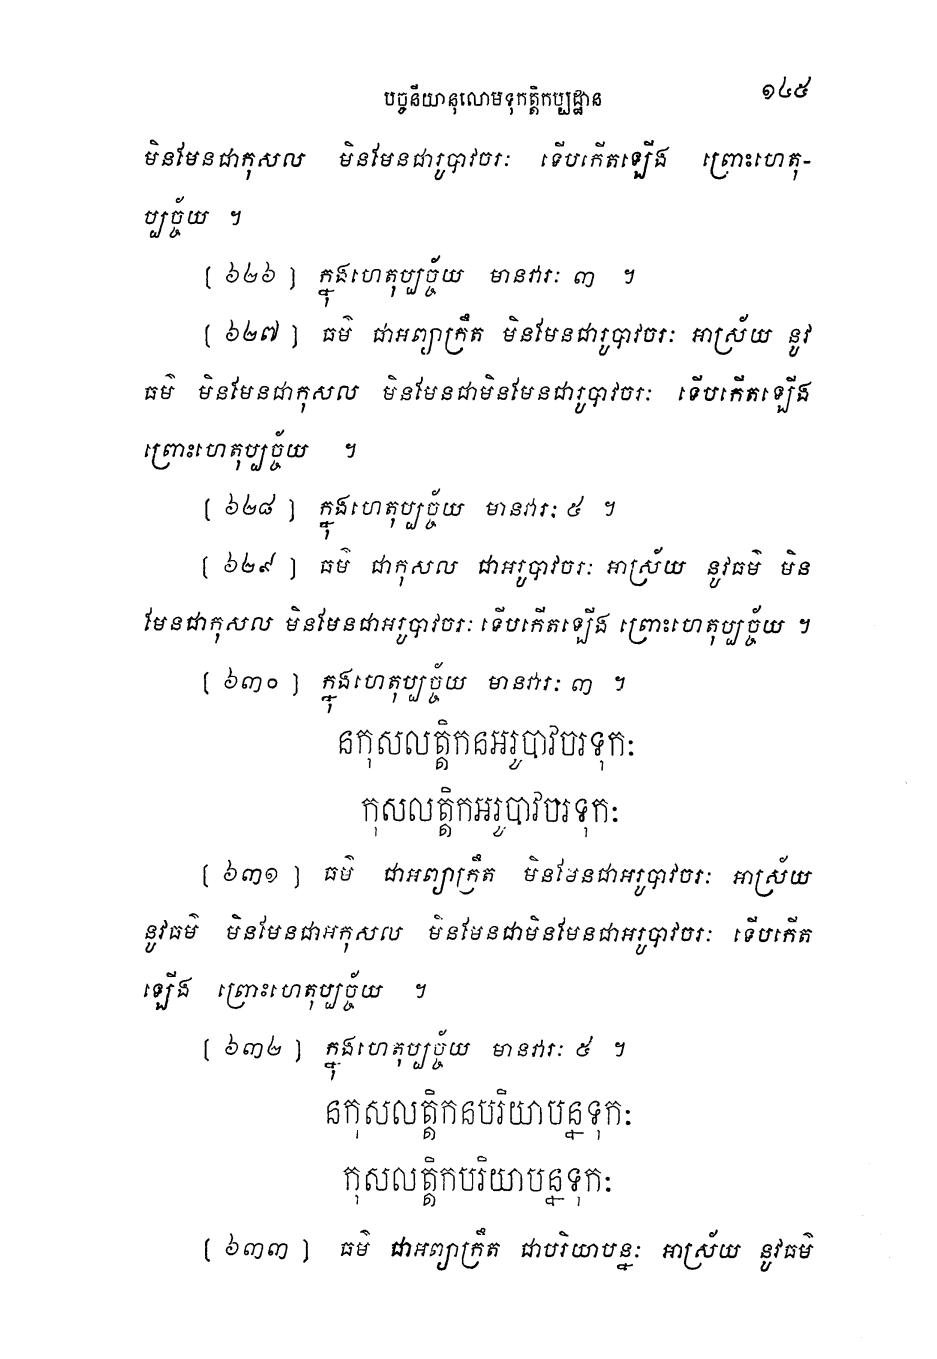 បច្ចនីយានុលោមទុកត្តិកប្បដ្ឋាន ១៤៥
មិនមែនជាកុសល មិនមែនជារូបាវចរៈ ទើបកើតឡើង ព្រោះហេតុ-
ប្បច្ច័យ ។
[ ៦២៦ ] ក្នុងហេតុប្បច្ច័យ មានវារៈ ៣ ។
[ ៦២៧ ] ធម៌ ជាអព្យាក្រឹត មិនមែនជារូបាវចរៈ អាស្រ័យ នូវ
ធម៌ មិនមែនជាកុសល មិនមែនជាមិនមែនជារូបាវចរៈ ទើបកើតឡើង
ព្រោះហេតុប្បច្ច័យ ។
[ ៦២៨ ] ក្នុងហេតុប្បច្ច័យ មានវារៈ ៥ ។
[ ៦២៩ ] ធម៌ ជាកុសល ជាអរូបាវចរៈ អាស្រ័យ នូវធម៌ មិន
មែនជាកុសល មិនមែនជាអរូបាវចរៈ ទើបកើតឡើង ព្រោះហេតុប្បច្ច័យ ។
[ ៦៣០ ] ក្នុងហេតុប្បច្ច័យ មានវារៈ ៣ ។
នកុសលត្តិកនអរូបាវចរទុកៈ
កុសលត្តិកអរូបាវចរទុកៈ
[ ៦៣១ ] ធម៌ ជាអព្យាក្រឹត មិនមែនជាអរូបាវចរៈ អាស្រ័យ
នូវធម៌ មិនមែនជាអកុសល មិនមែនជាមិនមែនជាអរូបាវចរៈ ទើបកើត
ឡើង ព្រោះហេតុប្បច្ច័យ ។
[ ៦៣២ ] ក្នុងហេតុប្បច្ច័យ មានវារៈ ៥ ។
នកុសលត្តិកនបរិយាបន្នទុកៈ
កុសលត្តិកបរិយាបន្នទុកៈ
[ ៦៣៣ ] ធម៌ ជាអព្យាក្រឹត ជាបរិយាបន្នៈ អាស្រ័យ នូវធម៌